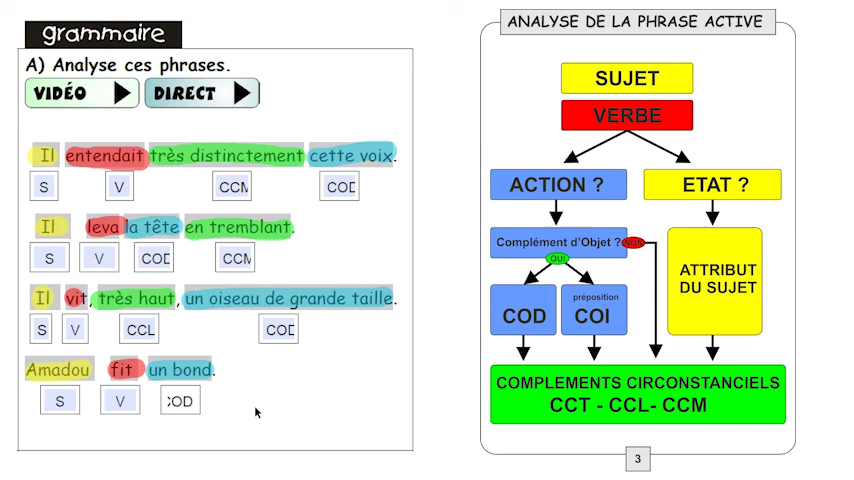 grammaire
A) Analyse ces phrases.
VIDÉO DIRECT
Il entendait très distinctement cette voix.
S V CCM COD
Il leva la tête en tremblant.
S V COD CCM
Il vit, très haut, un oiseau de grande taille.
S V CCL COD
Amadou fit un bond.
S V COD
ANALYSE DE LA PHRASE ACTIVE
SUJET
VERBE
ACTION ? ETAT ?
Complément d'Objet ? NON
OUI
ATTRIBUT
DU SUJET
préposition
COD COI
COMPLEMENTS CIRCONSTANCIELS
CCT - CCL- CCM
3